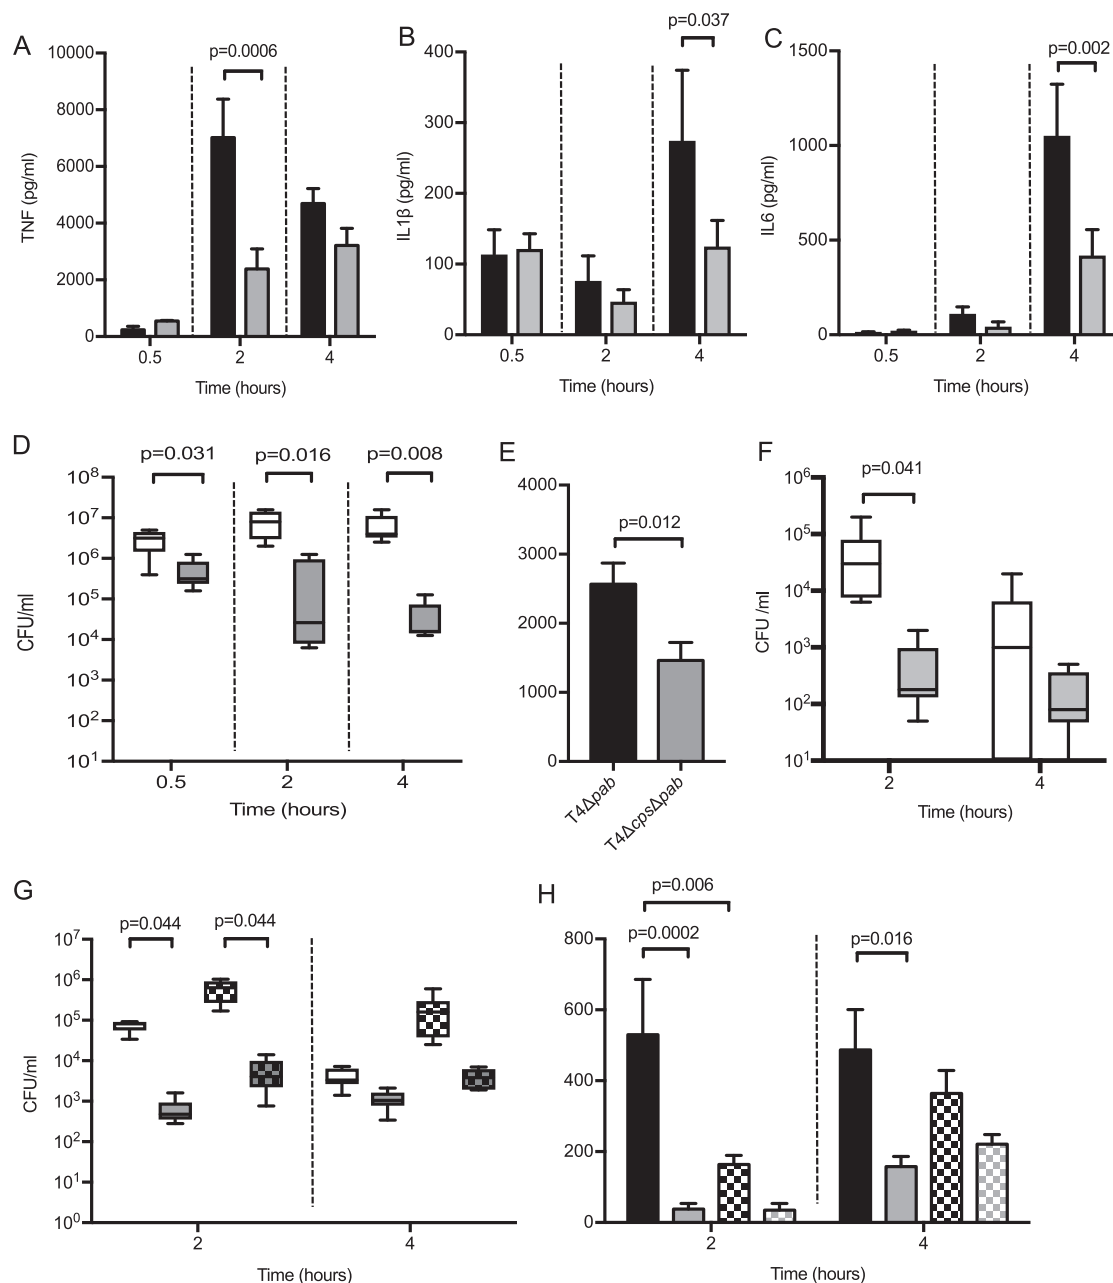 A
TNF (pg/ml)
10000
8000
6000
4000
2000
0
p=0.0006
0.5 2 4
Time (hours)
B
IL1β (pg/ml)
400
300
200
100
0
p=0.037
0.5 2 4
Time (hours)
C
IL6 (pg/ml)
1500
1000
500
0
p=0.002
0.5 2 4
Time (hours)
D
CFU/ml
10⁸
10⁷
10⁶
10⁵
10⁴
10³
10²
10¹
p=0.031 p=0.016 p=0.008
0.5 2 4
Time (hours)
E
4000
3000
2000
1000
0
p=0.012
T4Δpab
T4ΔcpsΔpab
F
CFU /ml
10⁶
10⁵
10⁴
10³
10²
10¹
p=0.041
2 4
Time (hours)
G
CFU/ml
10⁷
10⁶
10⁵
10⁴
10³
10²
10¹
10⁰
p=0.044 p=0.044
2 4
Time (hours)
H
800
600
400
200
0
p=0.006
p=0.0002
p=0.016
2 4
Time (hours)